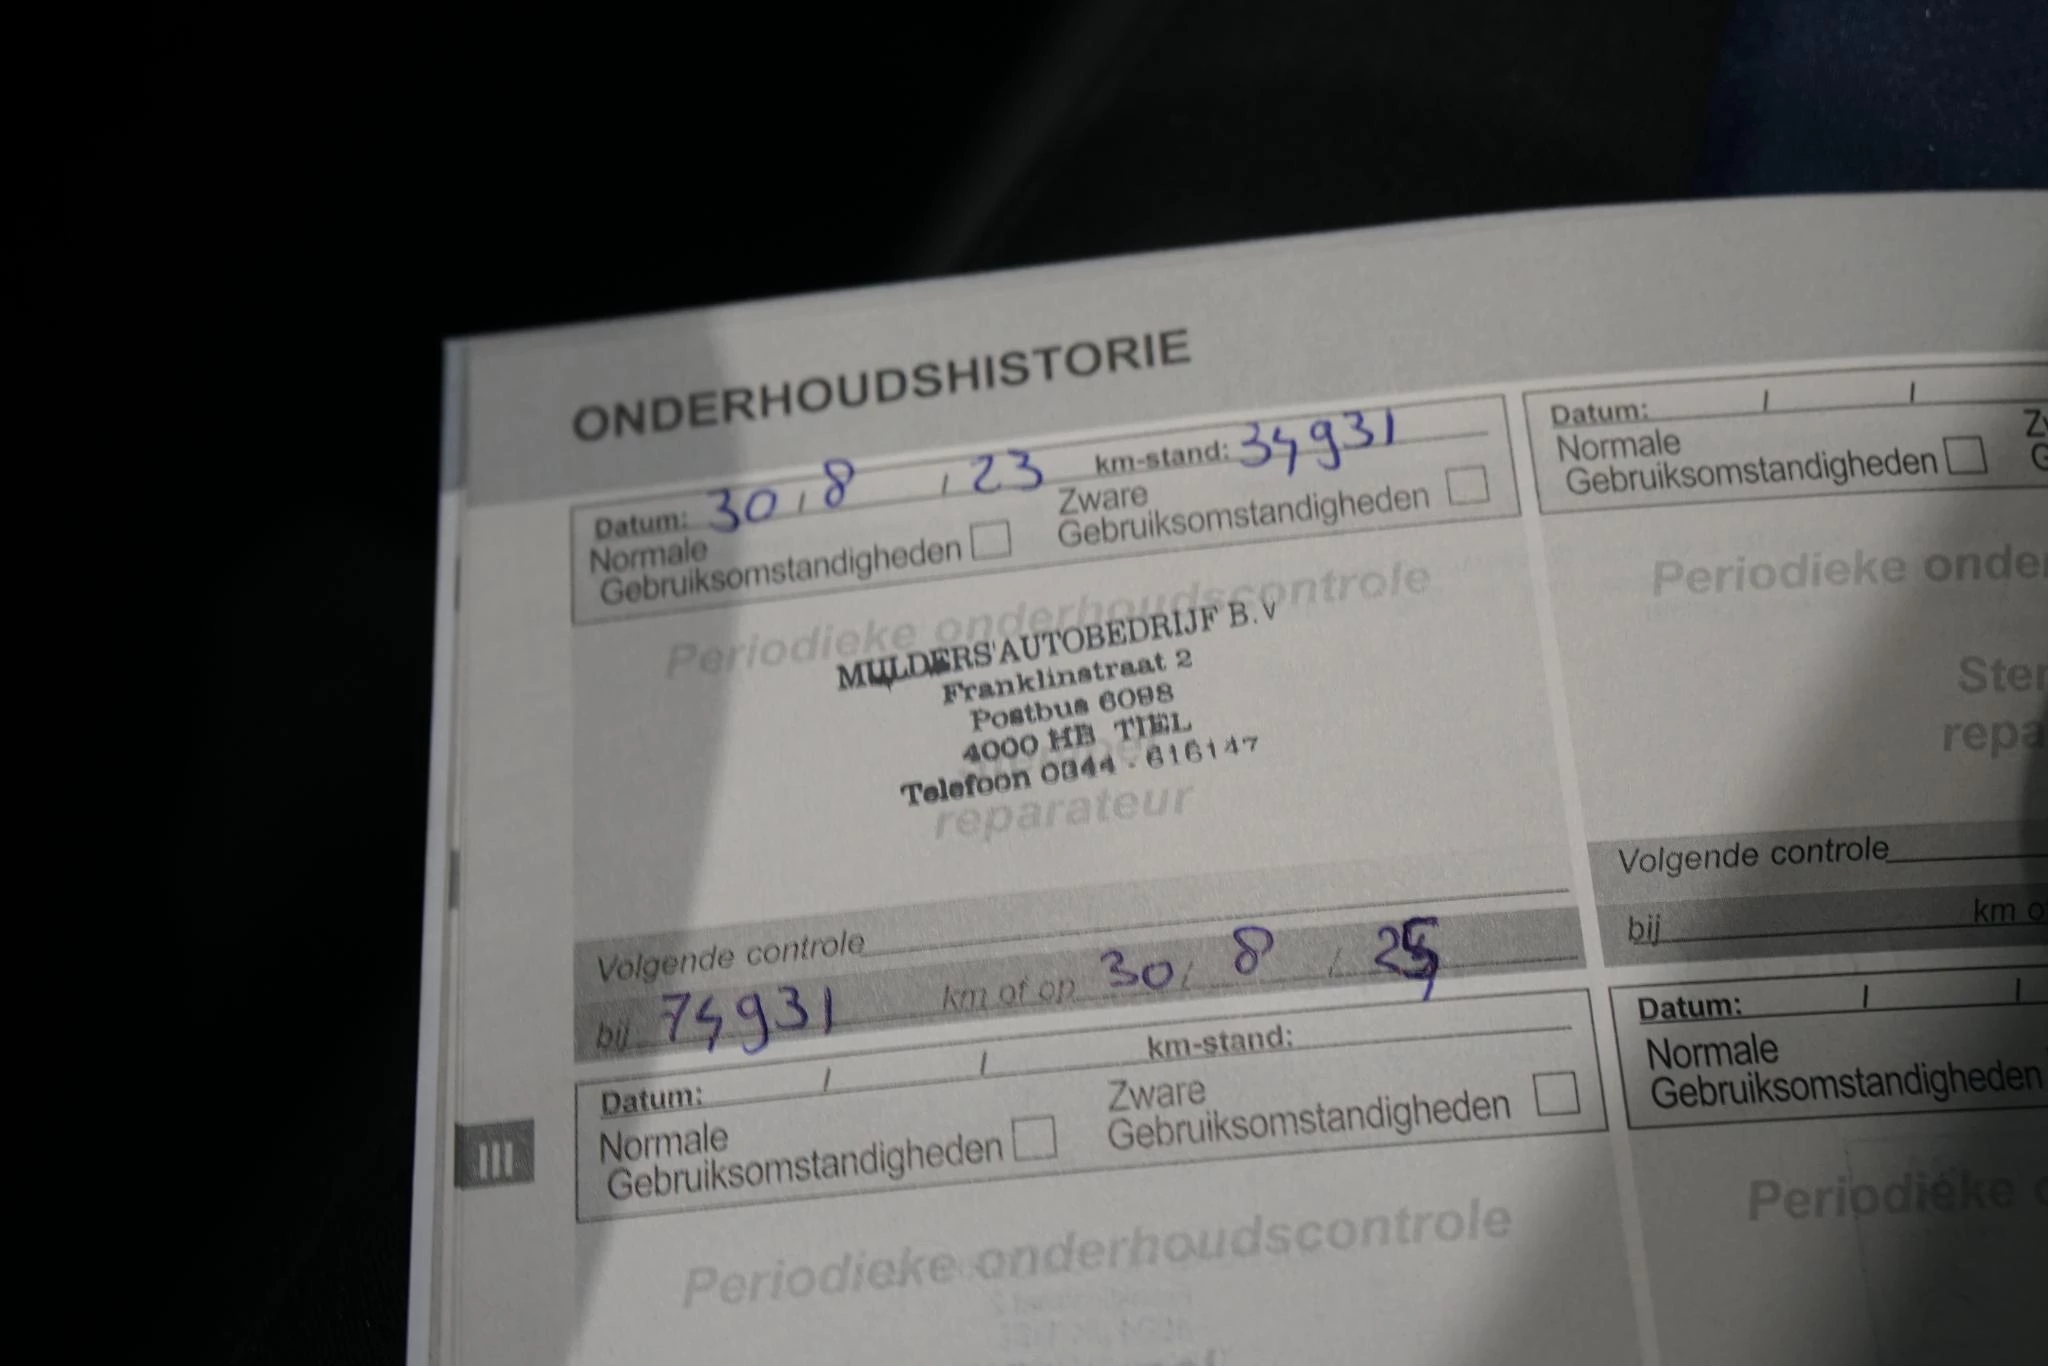 ONDERHOUDSHISTORIE
Datum: 30 / 8 / 23 km-stand: 34931
Normale Gebruiksomstandigheden
Zware Gebruiksomstandigheden
Periodieke onderhoudscontrole
MULDERS'AUTOBEDRIJF B.V
Franklinstraat 2
Postbus 6098
4000 HB TIEL
Telefoon 0344 - 616147
reparateur
Volgende controle
bij 74931 km of op 30 / 8 /
Datum: / / km-stand:
Normale Gebruiksomstandigheden
Zware Gebruiksomstandigheden
Periodieke onderhoudscontrole
III
Datum: / /
Normale
Gebruiksomstandigheden
Periodieke onde
Ste
repa
Volgende controle
bij km o
Datum: / /
Normale
Gebruiksomstandigheden
Periodieke